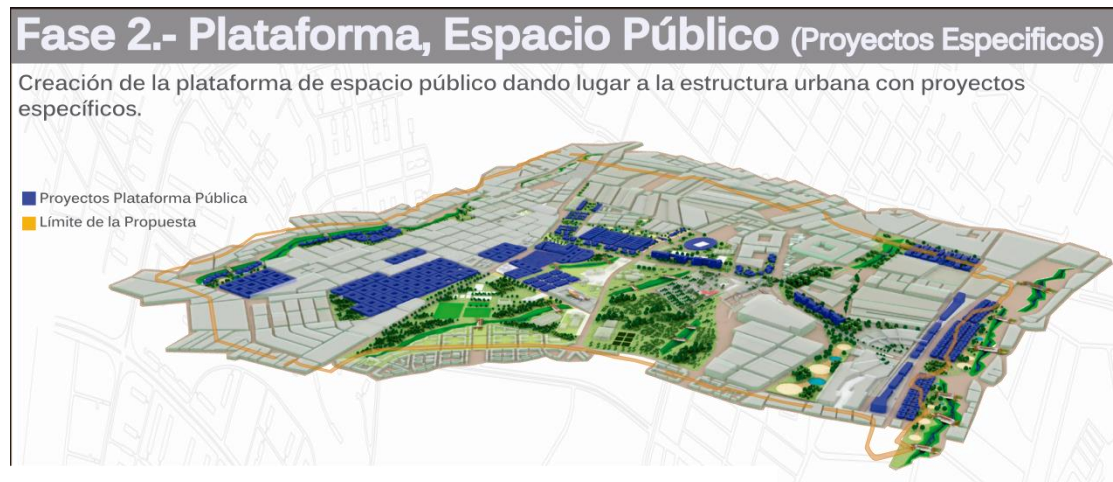 Fase 2.- Plataforma, Espacio Público (Proyectos Especificos)
Creación de la plataforma de espacio público dando lugar a la estructura urbana con proyectos
específicos.
Proyectos Plataforma Pública
Límite de la Propuesta